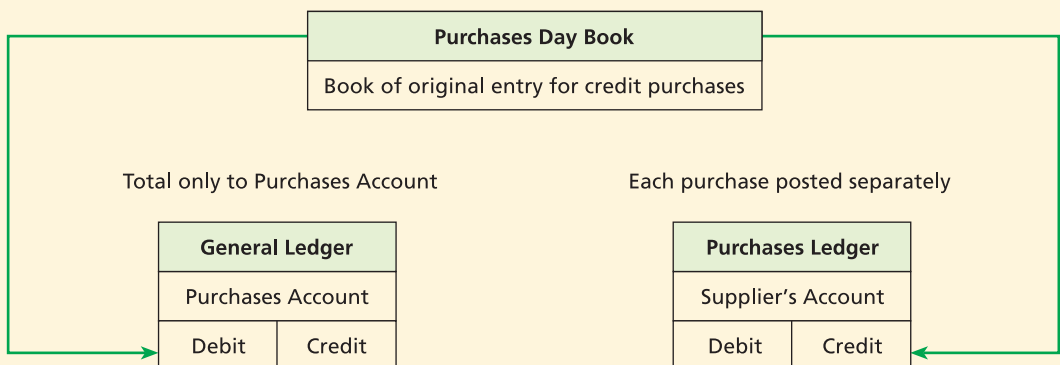 Purchases Day Book
Book of original entry for credit purchases
Total only to Purchases Account
Each purchase posted separately
General Ledger
Purchases Account
Debit Credit
Purchases Ledger
Supplier’s Account
Debit Credit